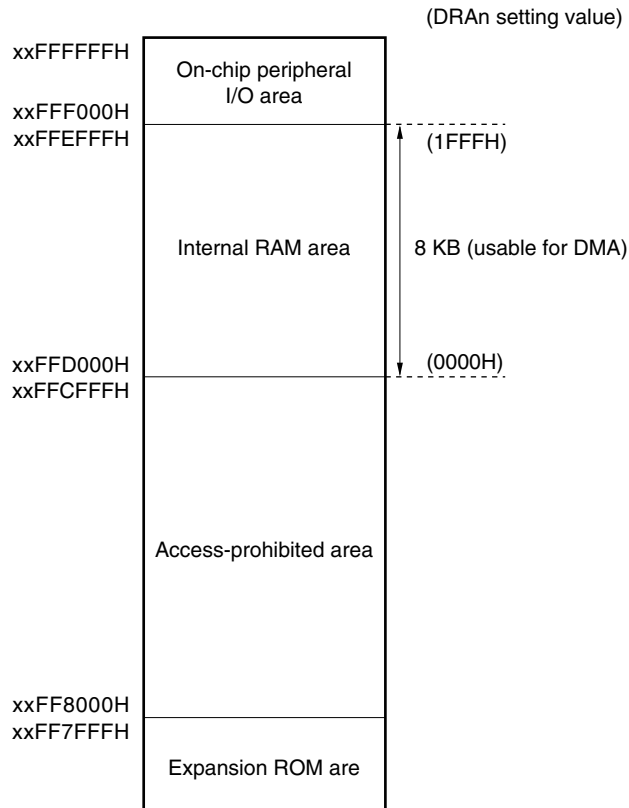 (DRAn setting value)
xxFFFFFFH
On-chip peripheral
I/O area
xxFFF000H
xxFFEFFFH
(1FFFH)
Internal RAM area
8 KB (usable for DMA)
xxFFD000H
(0000H)
xxFFCFFFH
Access-prohibited area
xxFF8000H
xxFF7FFFH
Expansion ROM are